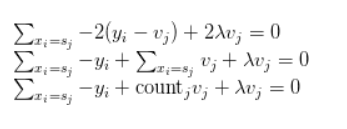 ∑_{x_i=s_j} −2(y_i − v_j) + 2λv_j = 0
∑_{x_i=s_j} −y_i + ∑_{x_i=s_j} v_j + λv_j = 0
∑_{x_i=s_j} −y_i + count_j v_j + λv_j = 0